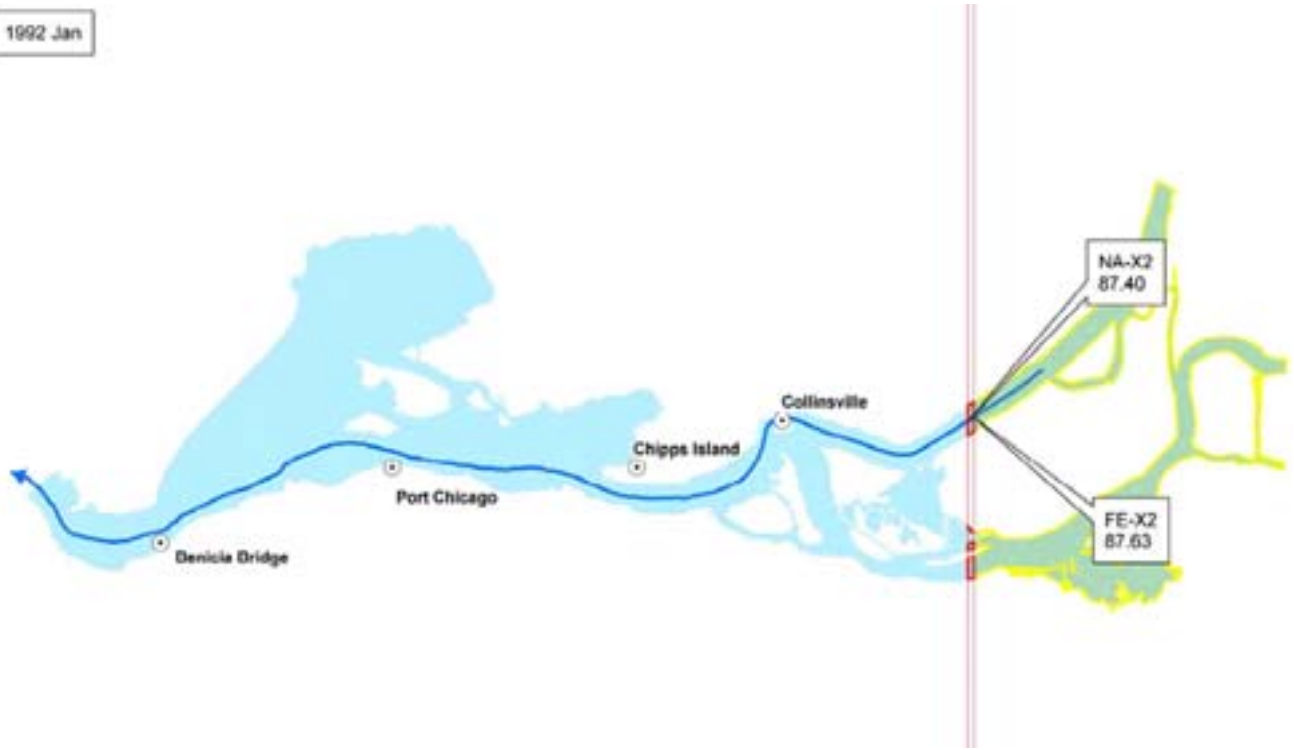 1992 Jan
NA-X2
87.40
Collinsville
Chipps Island
Port Chicago
FE-X2
87.63
Benicia Bridge